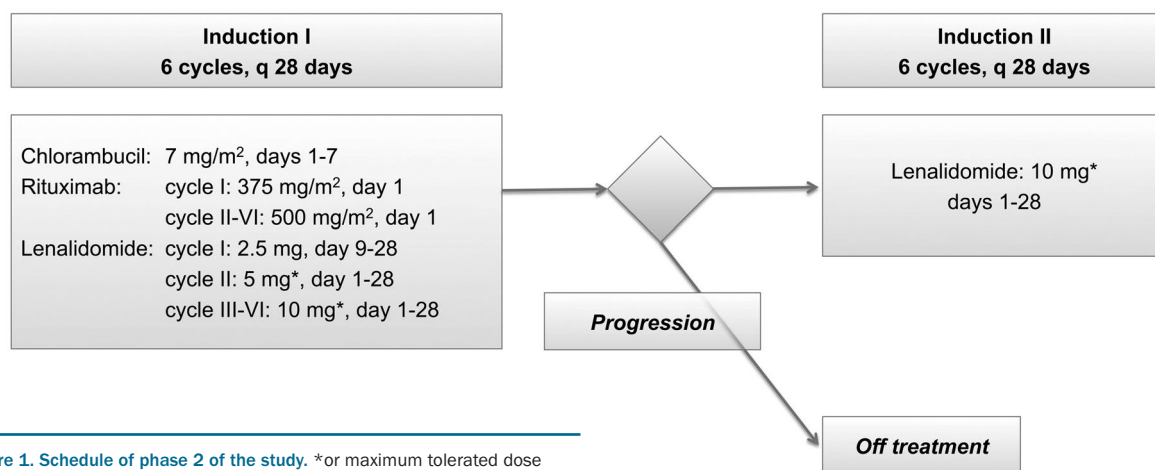 Induction I
6 cycles, q 28 days
Chlorambucil: 7 mg/m², days 1-7
Rituximab: cycle I: 375 mg/m², day 1
cycle II-VI: 500 mg/m², day 1
Lenalidomide: cycle I: 2.5 mg, day 9-28
cycle II: 5 mg*, day 1-28
cycle III-VI: 10 mg*, day 1-28
Progression
Induction II
6 cycles, q 28 days
Lenalidomide: 10 mg*
days 1-28
Off treatment
re 1. Schedule of phase 2 of the study. *or maximum tolerated dose